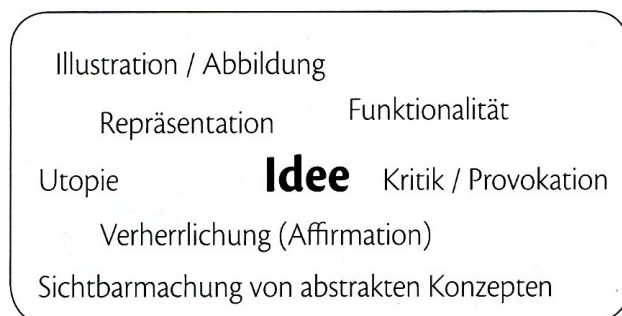 Illustration / Abbildung
Repräsentation
Funktionalität
Utopie
Idee
Kritik / Provokation
Verherrlichung (Affirmation)
Sichtbarmachung von abstrakten Konzepten